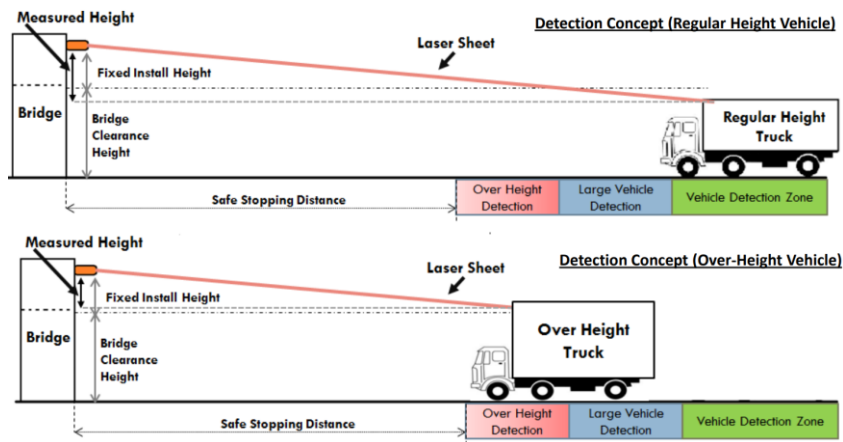 Measured Height
Detection Concept (Regular Height Vehicle)
Laser Sheet
Fixed Install Height
Bridge
Bridge
Clearance
Height
Regular Height
Truck
Safe Stopping Distance
Over Height
Detection
Large Vehicle
Detection
Vehicle Detection Zone
Measured Height
Detection Concept (Over-Height Vehicle)
Laser Sheet
Fixed Install Height
Bridge
Bridge
Clearance
Height
Over Height
Truck
Safe Stopping Distance
Over Height
Detection
Large Vehicle
Detection
Vehicle Detection Zone